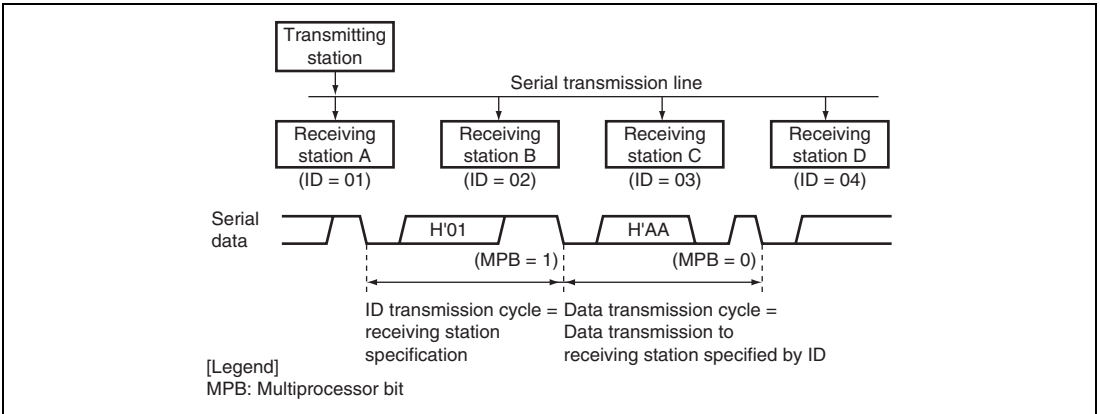 Transmitting
station
Serial transmission line
Receiving
station A
(ID = 01)
Receiving
station B
(ID = 02)
Receiving
station C
(ID = 03)
Receiving
station D
(ID = 04)
Serial
data
H'01
H'AA
(MPB = 1)
(MPB = 0)
ID transmission cycle =
receiving station
specification
Data transmission cycle =
Data transmission to
receiving station specified by ID
[Legend]
MPB: Multiprocessor bit